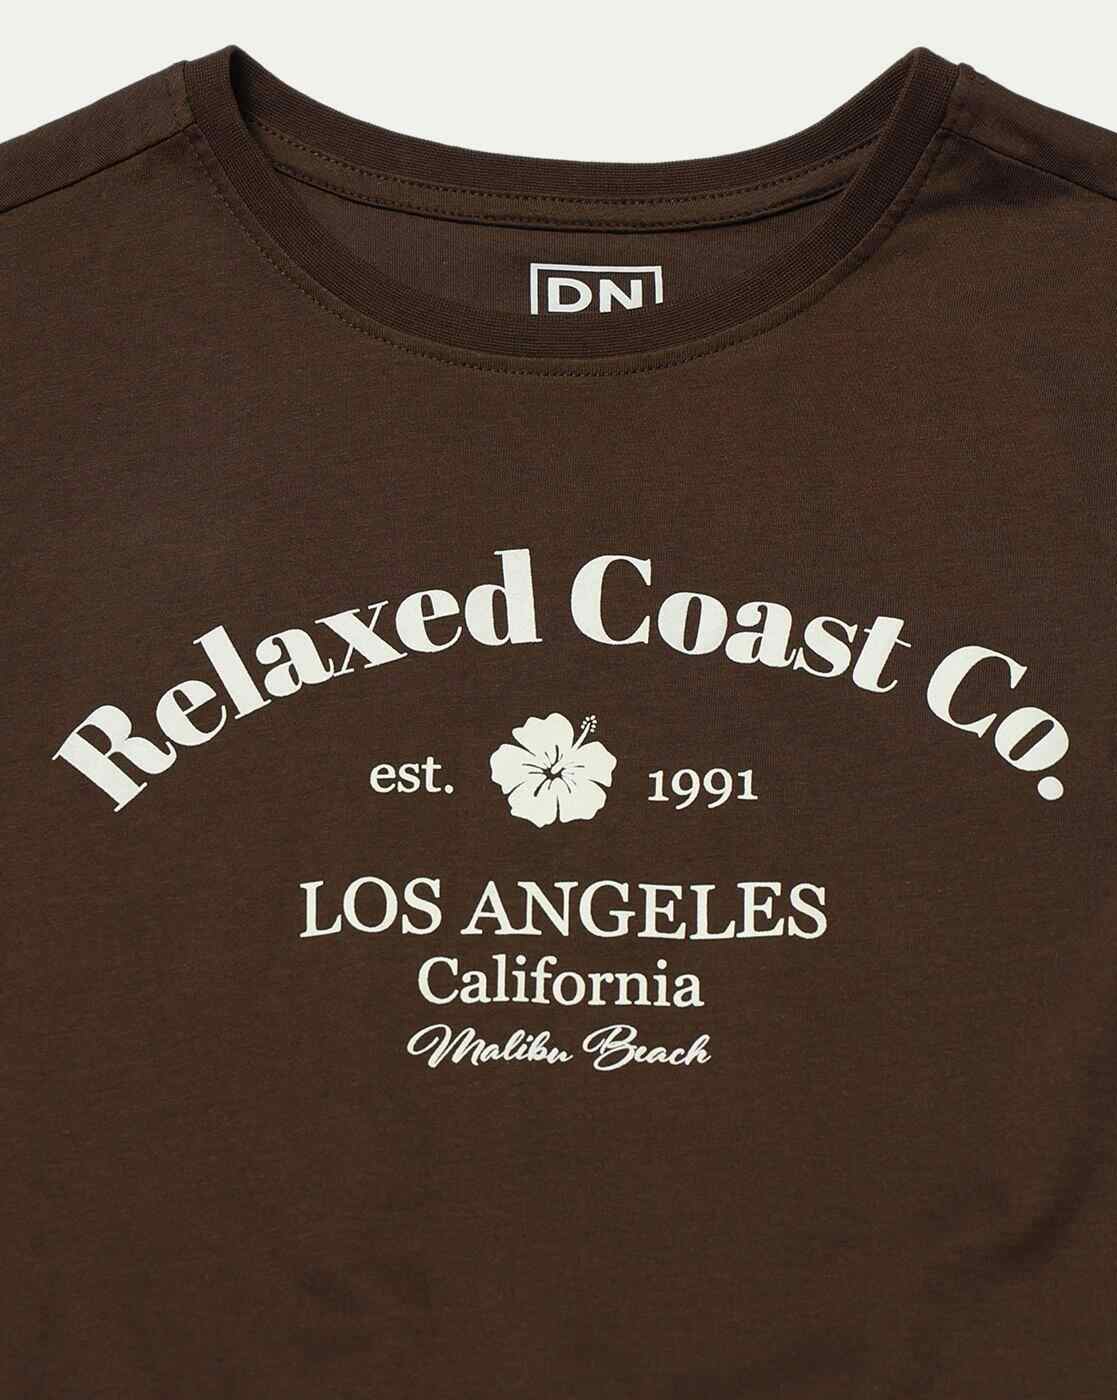 DN
Relaxed Coast Co.
est. 1991
LOS ANGELES
California
Malibu Beach